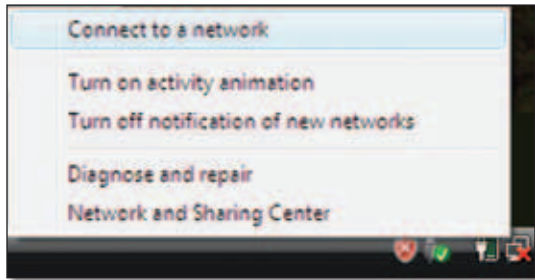 Connect to a network
Turn on activity animation
Turn off notification of new networks
Diagnose and repair
Network and Sharing Center